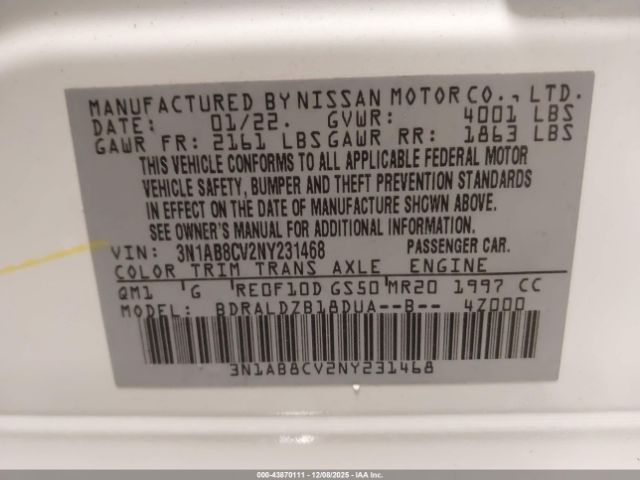 MANUFACTURED BY NISSAN MOTOR CO., LTD.
DATE: 01/22. GVWR: 4001 LBS
GAWR FR: 2161 LBS GAWR RR: 1863 LBS
THIS VEHICLE CONFORMS TO ALL APPLICABLE FEDERAL MOTOR
VEHICLE SAFETY, BUMPER AND THEFT PREVENTION STANDARDS
IN EFFECT ON THE DATE OF MANUFACTURE SHOWN ABOVE.
SEE OWNER'S MANUAL FOR ADDITIONAL INFORMATION.
VIN: 3N1AB8CV2NY231468 PASSENGER CAR.
COLOR TRIM TRANS AXLE ENGINE
QM1 G RE0F10D GS50 MR20 1997 CC
MODEL: BDRALDZB18DUA--B-- 4Z000
3N1AB8CV2NY231468
000-43870111 - 12/08/2025 - IAA Inc.